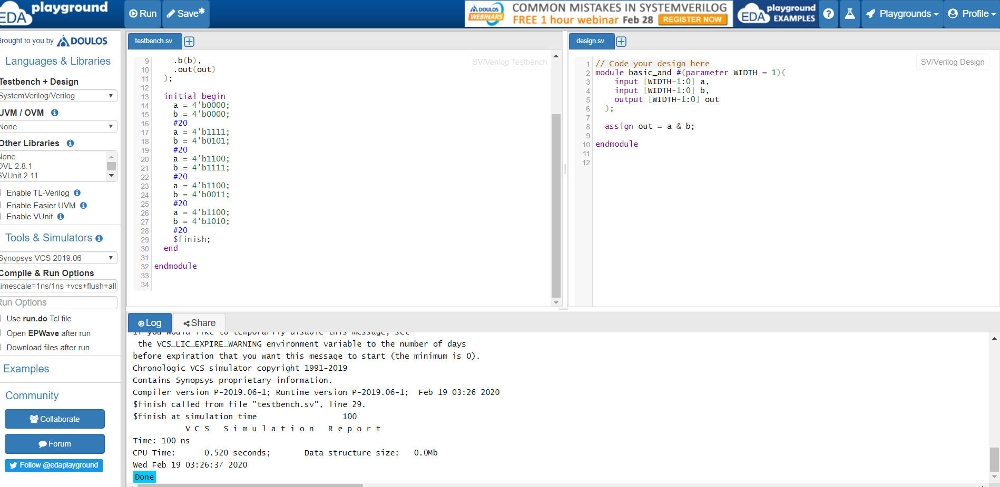 EDA playground
Run
Save*
DOULOS WEBINARS
COMMON MISTAKES IN SYSTEMVERILOG
FREE 1 hour webinar Feb 28 REGISTER NOW
EDA playground EXAMPLES
?
Playgrounds
Profile
Brought to you by DOULOS
Languages & Libraries
Testbench + Design
SystemVerilog/Verilog
UVM / OVM
None
Other Libraries
None
OVL 2.8.1
SVUnit 2.11
Enable TL-Verilog
Enable Easier UVM
Enable VUnit
Tools & Simulators
Synopsys VCS 2019.06
Compile & Run Options
timescale=1ns/1ns +vcs+flush+all
Run Options
Use run.do Tcl file
Open EPWave after run
Download files after run
Examples
Community
Collaborate
Forum
Follow @edaplayground
testbench.sv
SV/Verilog Testbench
9 .b(b),
10 .out(out)
11 );
12
13 initial begin
14 a = 4'b0000;
15 b = 4'b0000;
16 #20
17 a = 4'b1111;
18 b = 4'b0101;
19 #20
20 a = 4'b1100;
21 b = 4'b1111;
22 #20
23 a = 4'b1100;
24 b = 4'b0011;
25 #20
26 a = 4'b1100;
27 b = 4'b1010;
28 #20
29 $finish;
30 end
31
32 endmodule
33
34
design.sv
SV/Verilog Design
1 // Code your design here
2 module basic_and #(parameter WIDTH = 1)(
3 input [WIDTH-1:0] a,
4 input [WIDTH-1:0] b,
5 output [WIDTH-1:0] out
6 );
7
8 assign out = a & b;
9
10 endmodule
11
12
Log
Share
If you would like to temporarily disable this message, set
the VCS_LIC_EXPIRE_WARNING environment variable to the number of days
before expiration that you want this message to start (the minimum is 0).
Chronologic VCS simulator copyright 1991-2019
Contains Synopsys proprietary information.
Compiler version P-2019.06-1; Runtime version P-2019.06-1; Feb 19 03:26 2020
$finish called from file "testbench.sv", line 29.
$finish at simulation time 100
V C S S i m u l a t i o n R e p o r t
Time: 100 ns
CPU Time: 0.520 seconds; Data structure size: 0.0Mb
Wed Feb 19 03:26:37 2020
Done